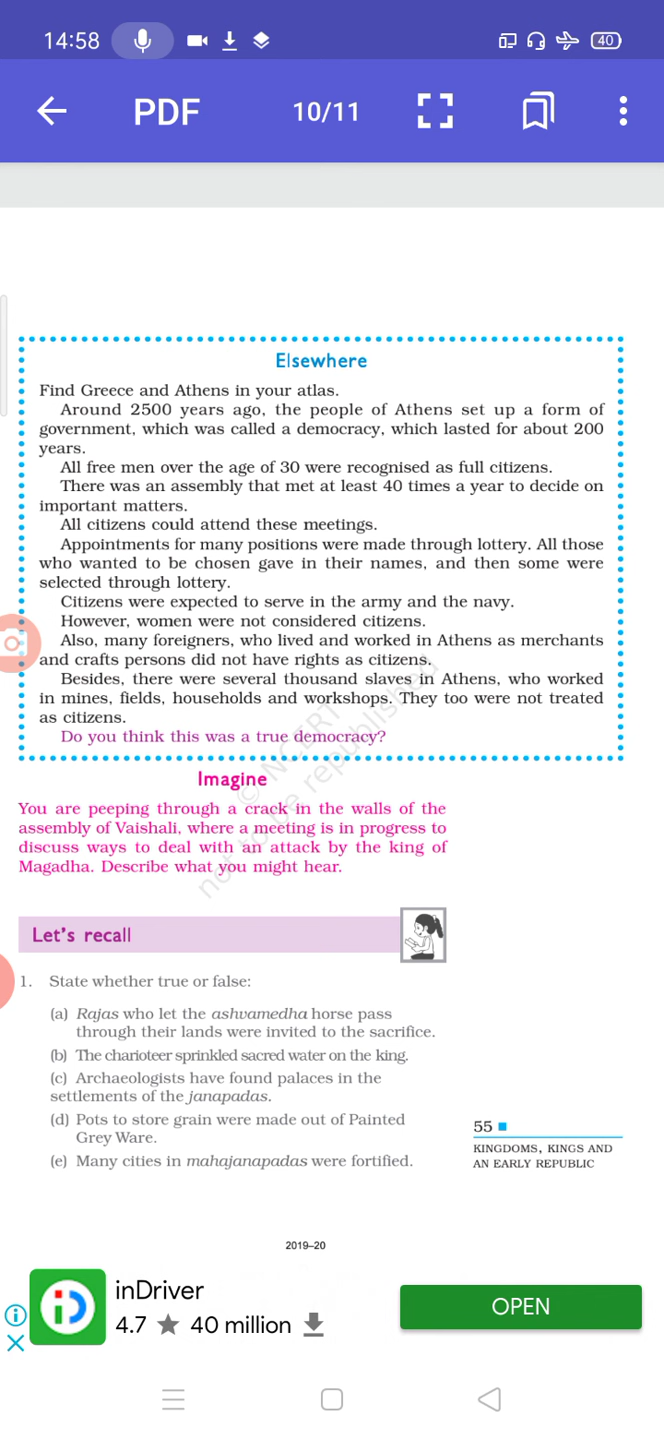 14:58
40
PDF 10/11
Elsewhere
Find Greece and Athens in your atlas.
Around 2500 years ago, the people of Athens set up a form of
government, which was called a democracy, which lasted for about 200
years.
All free men over the age of 30 were recognised as full citizens.
There was an assembly that met at least 40 times a year to decide on
important matters.
All citizens could attend these meetings.
Appointments for many positions were made through lottery. All those
who wanted to be chosen gave in their names, and then some were
selected through lottery.
Citizens were expected to serve in the army and the navy.
However, women were not considered citizens.
Also, many foreigners, who lived and worked in Athens as merchants
and crafts persons did not have rights as citizens.
Besides, there were several thousand slaves in Athens, who worked
in mines, fields, households and workshops. They too were not treated
as citizens.
Do you think this was a true democracy?
© NCERT
not to be republished
Imagine
You are peeping through a crack in the walls of the
assembly of Vaishali, where a meeting is in progress to
discuss ways to deal with an attack by the king of
Magadha. Describe what you might hear.
Let's recall
1. State whether true or false:
(a) Rajas who let the ashvamedha horse pass
through their lands were invited to the sacrifice.
(b) The charioteer sprinkled sacred water on the king.
(c) Archaeologists have found palaces in the
settlements of the janapadas.
(d) Pots to store grain were made out of Painted
Grey Ware.
(e) Many cities in mahajanapadas were fortified.
55
KINGDOMS, KINGS AND
AN EARLY REPUBLIC
2019–20
inDriver
4.7 ★ 40 million
OPEN